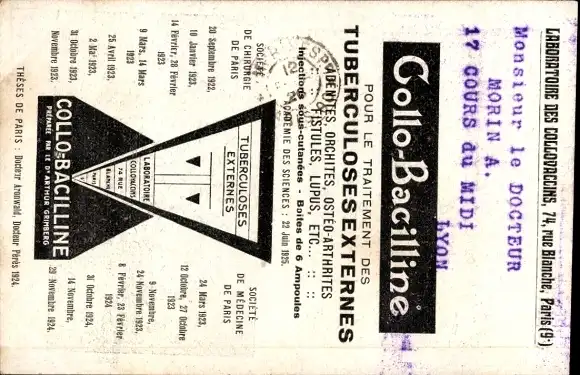 LABORATOIRE DES COLLOVACCINS, 74, rue Blanche, Paris (9e).
Monsieur le DOCTEUR
MORIN A.
17 COURS du MIDI
LYON
Collo-Bacilline
POUR LE TRAITEMENT DES
TUBERCULOSES EXTERNES
ADENITES, ORCHITES, OSTÉO-ARTHRITES
FISTULES, LUPUS, ETC... :: ::
Injections sous-cutanées - Boîtes de 6 Ampoules
ACADÉMIE DES SCIENCES : 22 Juin 1925.
SOCIÉTÉ
DE CHIRURGIE
DE PARIS
20 Septembre 1922,
10 Janvier 1923,
14 Février, 28 Février
1923
9 Mars, 14 Mars
1923,
25 Avril 1923,
2 Mai 1923,
31 Octobre 1923,
Novembre 1923.
TUBERCULOSES
EXTERNES
LABORATOIRE
74 RUE
BLANCHE
PARIS
COLLO-BACILLINE
PRÉPARÉE PAR LE DR ARTHUR GRIMBERG
SOCIÉTÉ
DE MÉDECINE
DE PARIS
24 Mars 1923,
12 Octobre, 27 Octobre
1923
9 Novembre,
24 Novembre 1923,
8 Février, 23 Février
1924,
31 Octobre 1924,
14 Novembre,
29 Novembre 1924,
THÈSES DE PARIS : Docteur Docteur Pérès 1924.